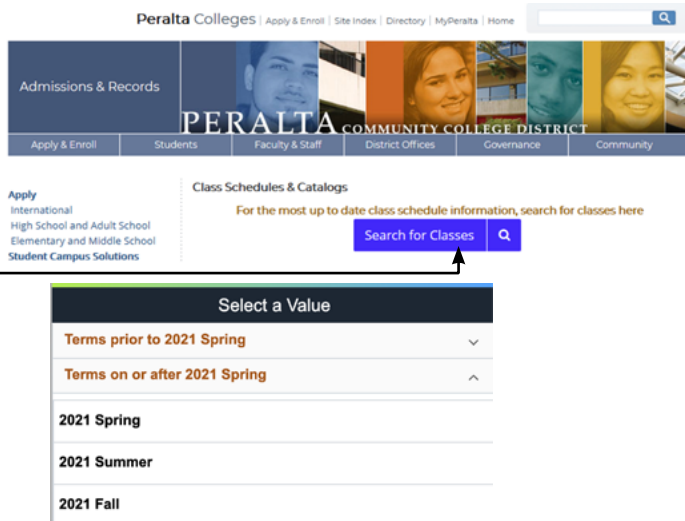 Peralta Colleges | Apply & Enroll | Site Index | Directory | MyPeralta | Home
Admissions & Records
PERALTA COMMUNITY COLLEGE DISTRICT
Apply & Enroll Students Faculty & Staff District Offices Governance Community
Class Schedules & Catalogs
For the most up to date class schedule information, search for classes here
Search for Classes
Apply
International
High School and Adult School
Elementary and Middle School
Student Campus Solutions
Select a Value
Terms prior to 2021 Spring
Terms on or after 2021 Spring
2021 Spring
2021 Summer
2021 Fall